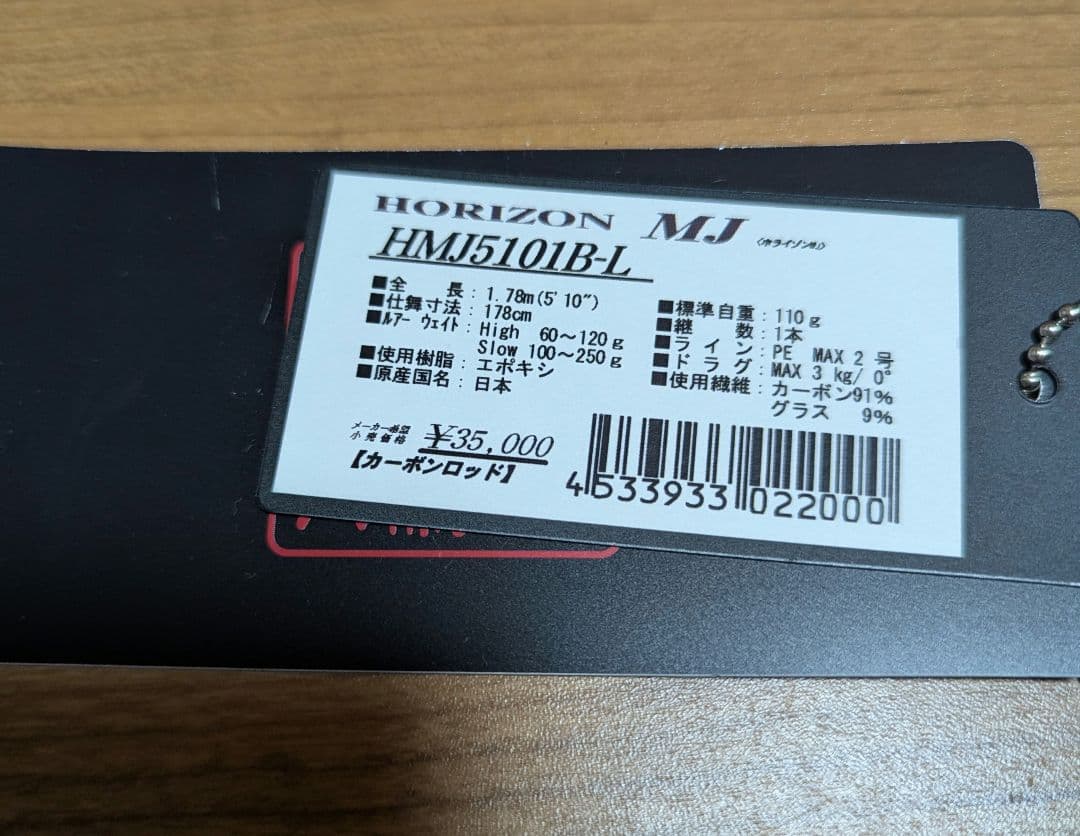 HORIZON MJ 〈ホライゾンMJ〉
HMJ5101B-L
■全　長：1.78m(5'10")
■仕舞寸法：178cm
■ルアー ウェイト：High 60～120g
Slow 100～250g
■使用樹脂：エポキシ
■原産国名：日本
■標準自重：110g
■継　数：1本
■ライン：PE MAX 2号
■ドラグ：MAX 3kg/0°
■使用繊維：カーボン91%
グラス 9%
メーカー希望
小売価格 ¥35,000
【カーボンロッド】
4533933022000